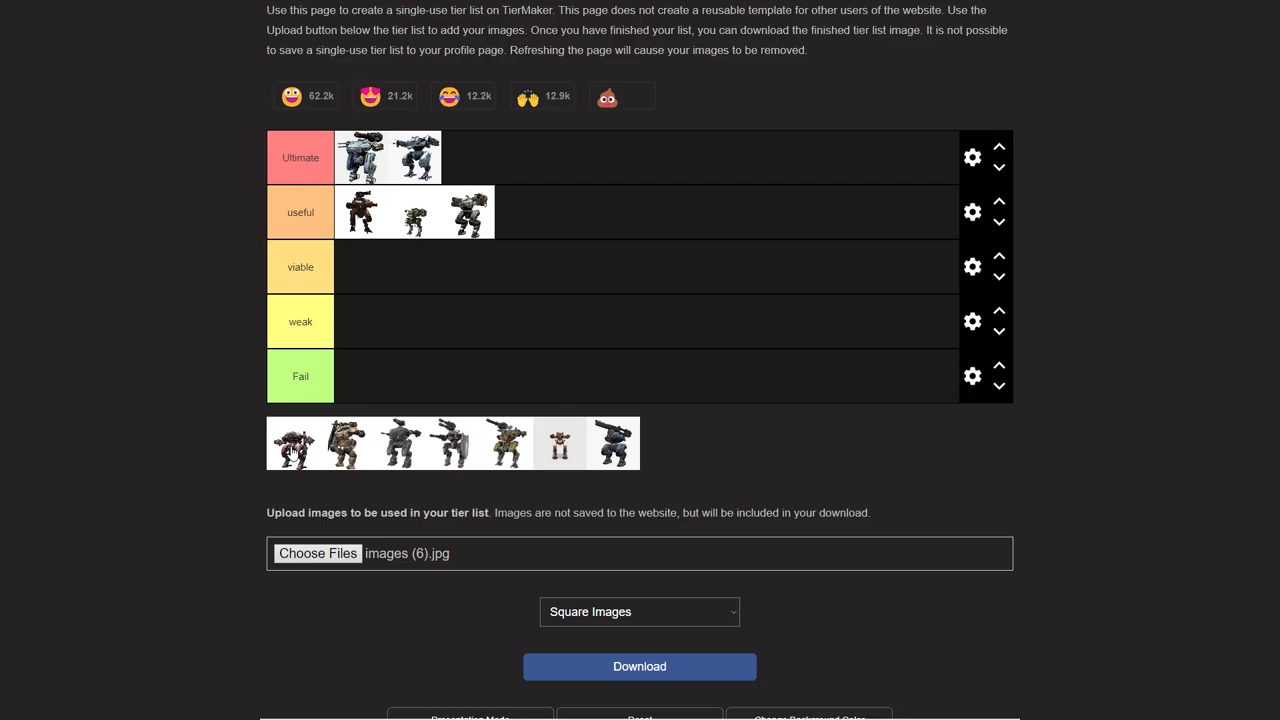 Use this page to create a single-use tier list on TierMaker. This page does not create a reusable template for other users of the website. Use the
Upload button below the tier list to add your images. Once you have finished your list, you can download the finished tier list image. It is not possible
to save a single-use tier list to your profile page. Refreshing the page will cause your images to be removed.
62.2k 21.2k 12.2k 12.9k
Ultimate
useful
viable
weak
Fail
Upload images to be used in your tier list. Images are not saved to the website, but will be included in your download.
Choose Files images (6).jpg
Square Images
Download
Presentation Mode Reset Change Background Color